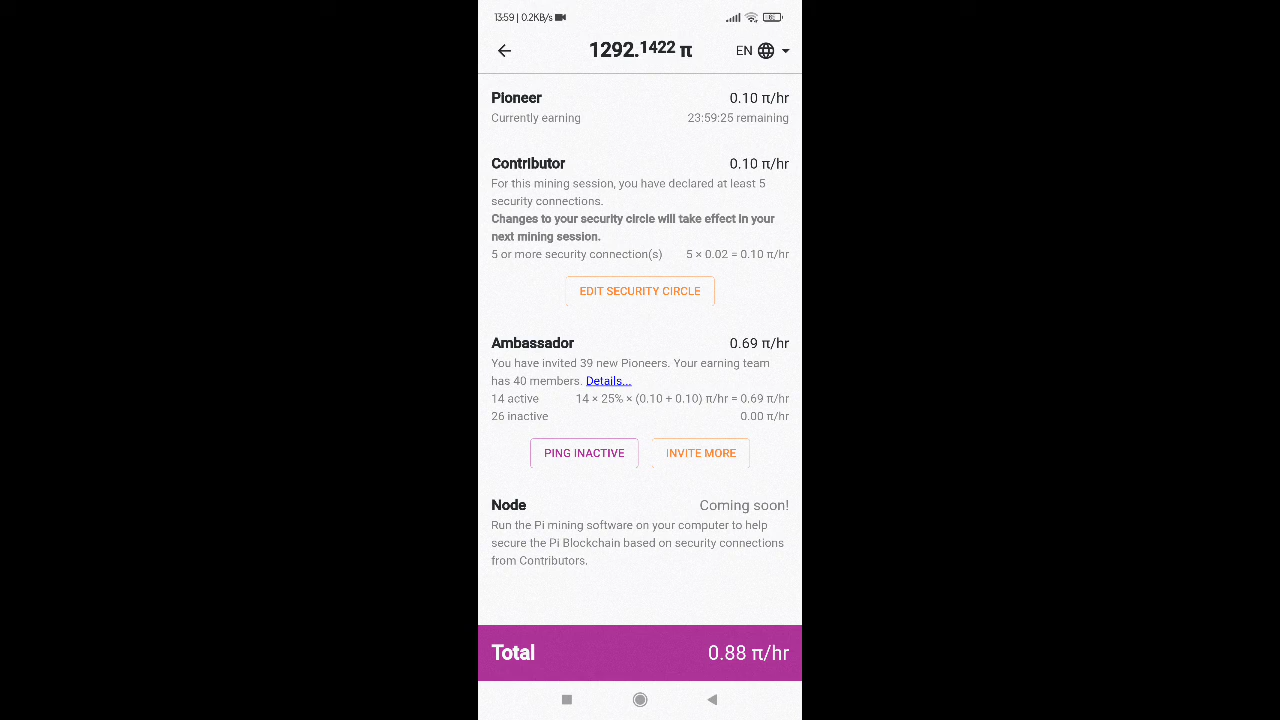 13:59 | 0.2KB/s
1292.1422 π
EN
Pioneer 0.10 π/hr
Currently earning 23:59:25 remaining
Contributor 0.10 π/hr
For this mining session, you have declared at least 5
security connections.
Changes to your security circle will take effect in your
next mining session.
5 or more security connection(s) 5 × 0.02 = 0.10 π/hr
EDIT SECURITY CIRCLE
Ambassador 0.69 π/hr
You have invited 39 new Pioneers. Your earning team
has 40 members. Details...
14 active 14 × 25% × (0.10 + 0.10) π/hr = 0.69 π/hr
26 inactive 0.00 π/hr
PING INACTIVE INVITE MORE
Node Coming soon!
Run the Pi mining software on your computer to help
secure the Pi Blockchain based on security connections
from Contributors.
Total 0.88 π/hr